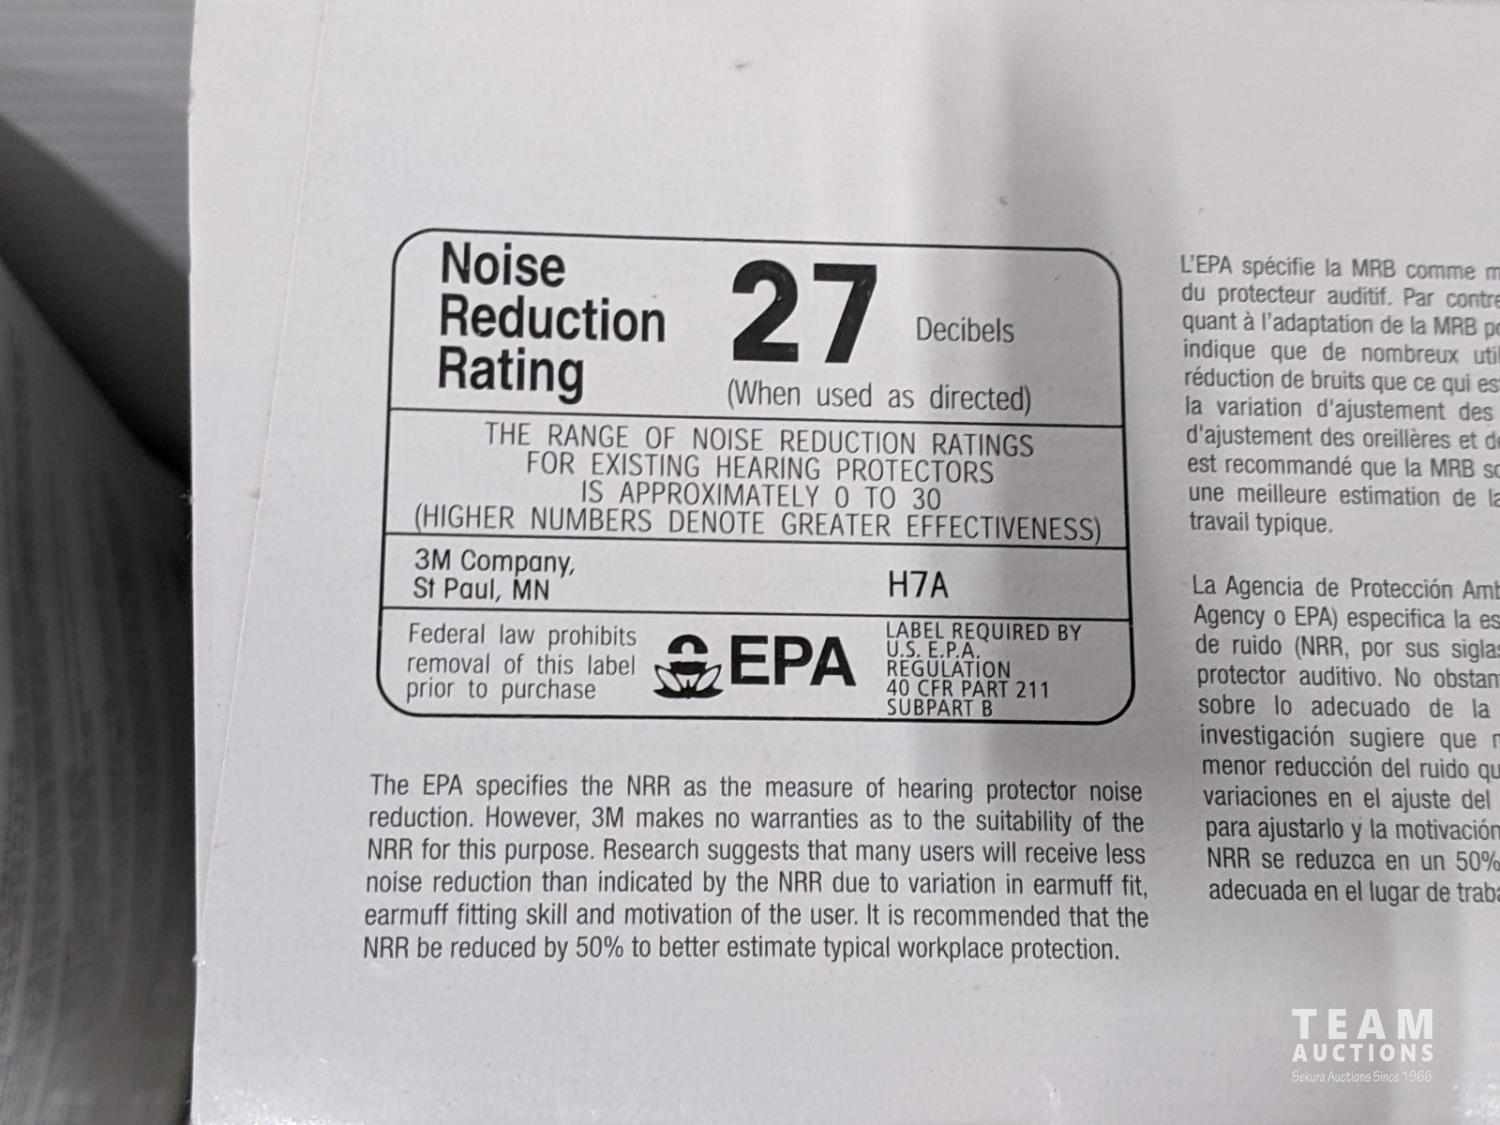 Noise
Reduction
Rating
27
Decibels
(When used as directed)
THE RANGE OF NOISE REDUCTION RATINGS
FOR EXISTING HEARING PROTECTORS
IS APPROXIMATELY 0 TO 30
(HIGHER NUMBERS DENOTE GREATER EFFECTIVENESS)
3M Company,
St Paul, MN
H7A
Federal law prohibits
removal of this label
prior to purchase
EPA
LABEL REQUIRED BY
U.S. E.P.A.
REGULATION
40 CFR PART 211
SUBPART B
The EPA specifies the NRR as the measure of hearing protector noise
reduction. However, 3M makes no warranties as to the suitability of the
NRR for this purpose. Research suggests that many users will receive less
noise reduction than indicated by the NRR due to variation in earmuff fit,
earmuff fitting skill and motivation of the user. It is recommended that the
NRR be reduced by 50% to better estimate typical workplace protection.
L'EPA spécifie la MRB comme
du protecteur auditif. Par contre
quant à l'adaptation de la MRB
indique que de nombreux
réduction de bruits que ce qui
la variation d'ajustement des
d'ajustement des oreillères et
est recommandé que la MRB
une meilleure estimation de
travail typique.
La Agencia de Protección
Agency o EPA) especifica la
de ruido (NRR, por sus siglas
protector auditivo. No
sobre lo adecuado de la
investigación sugiere que
menor reducción del ruido
variaciones en el ajuste del
para ajustarlo y la motivación
NRR se reduzca en un 50%
adecuada en el lugar de
TEAM
AUCTIONS
Sekura Auctions Since 1966